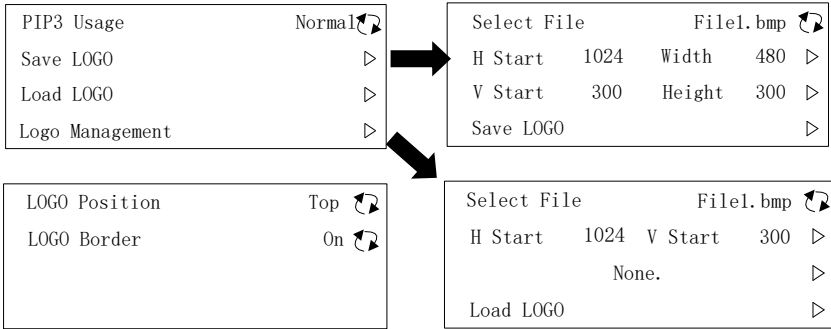 PIP3 Usage Normal
Save LOGO
Load LOGO
Logo Management
Select File File1.bmp
H Start 1024 Width 480
V Start 300 Height 300
Save LOGO
LOGO Position Top
LOGO Border On
Select File File1.bmp
H Start 1024 V Start 300
None.
Load LOGO